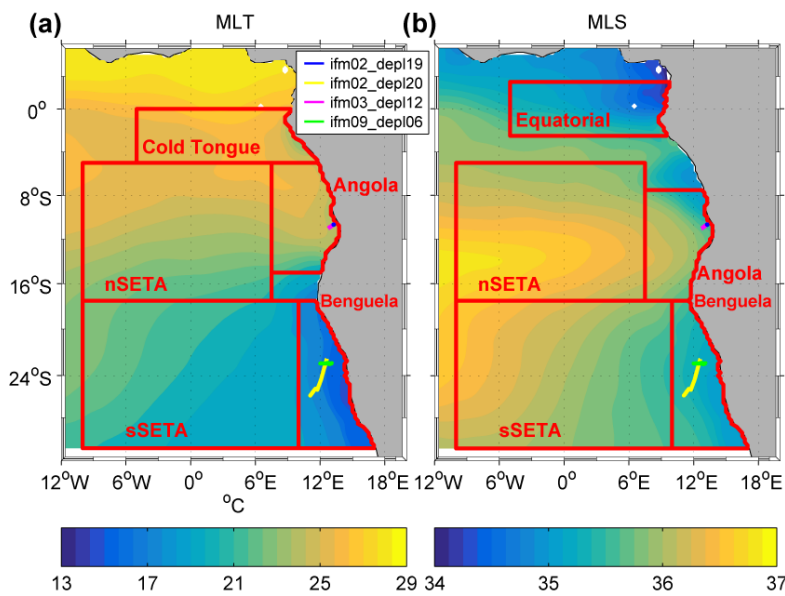 (a) MLT
(b) MLS
ifm02_depl19
ifm02_depl20
ifm03_depl12
ifm09_depl06
0°
8°S
16°S
24°S
Cold Tongue
Angola
nSETA
Benguela
sSETA
Equatorial
nSETA
Angola
Benguela
sSETA
12°W 6°W 0° 6°E 12°E 18°E
12°W 6°W 0° 6°E 12°E 18°E
°C
13 17 21 25 29
34 35 36 37